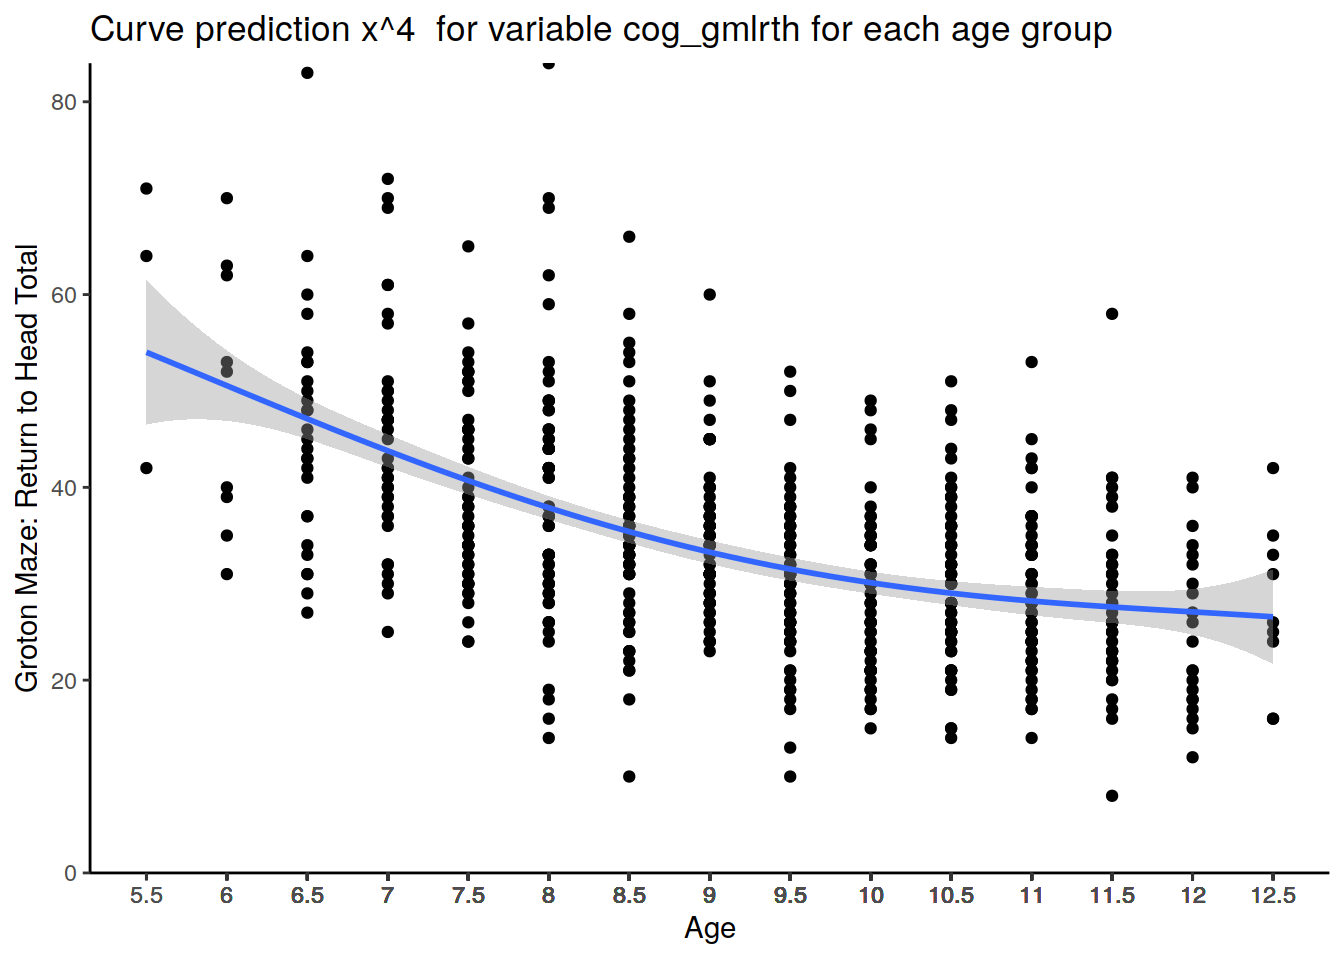 Curve prediction x^4  for variable cog_gmlrth for each age group
Groton Maze: Return to Head Total
80
60
40
20
0
5.5 6 6.5 7 7.5 8 8.5 9 9.5 10 10.5 11 11.5 12 12.5
Age